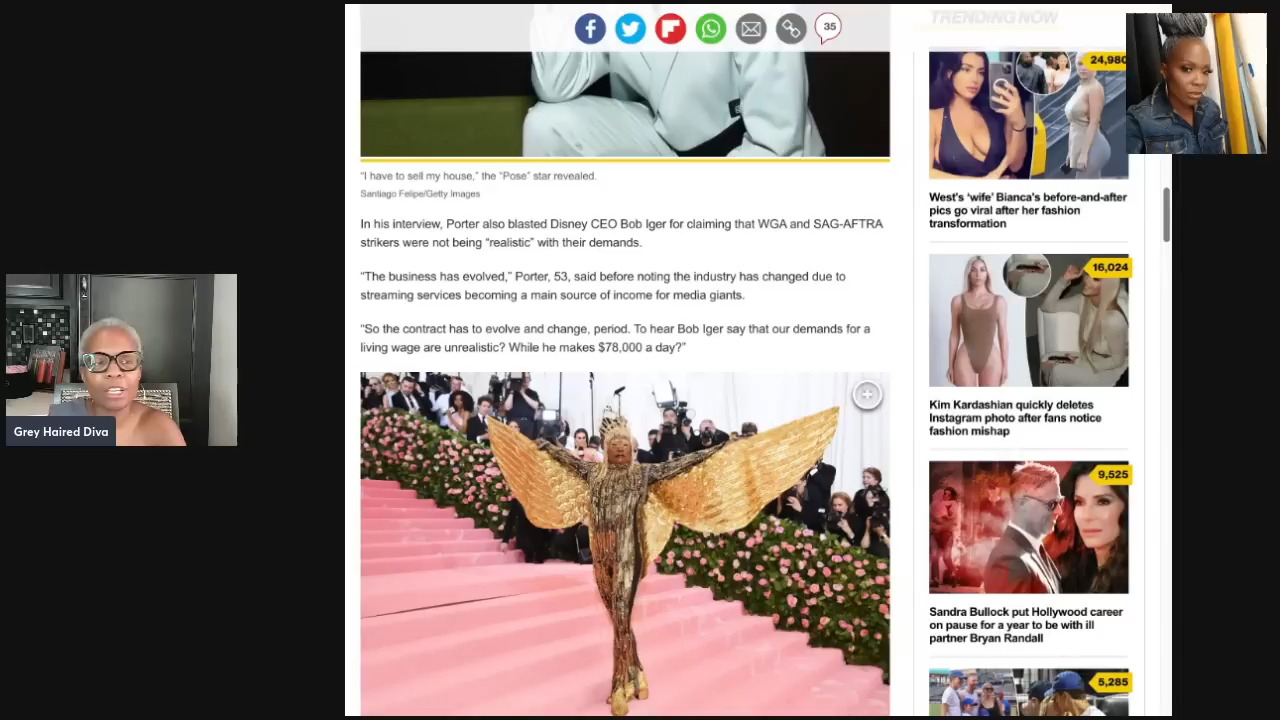 35
TRENDING NOW
24,980
"I have to sell my house," the "Pose" star revealed.
Santiago Felipe/Getty Images
In his interview, Porter also blasted Disney CEO Bob Iger for claiming that WGA and SAG-AFTRA
strikers were not being "realistic" with their demands.
"The business has evolved," Porter, 53, said before noting the industry has changed due to
streaming services becoming a main source of income for media giants.
"So the contract has to evolve and change, period. To hear Bob Iger say that our demands for a
living wage are unrealistic? While he makes $78,000 a day?"
West's 'wife' Bianca's before-and-after
pics go viral after her fashion
transformation
16,024
Kim Kardashian quickly deletes
Instagram photo after fans notice
fashion mishap
9,525
Sandra Bullock put Hollywood career
on pause for a year to be with ill
partner Bryan Randall
5,285
Grey Haired Diva